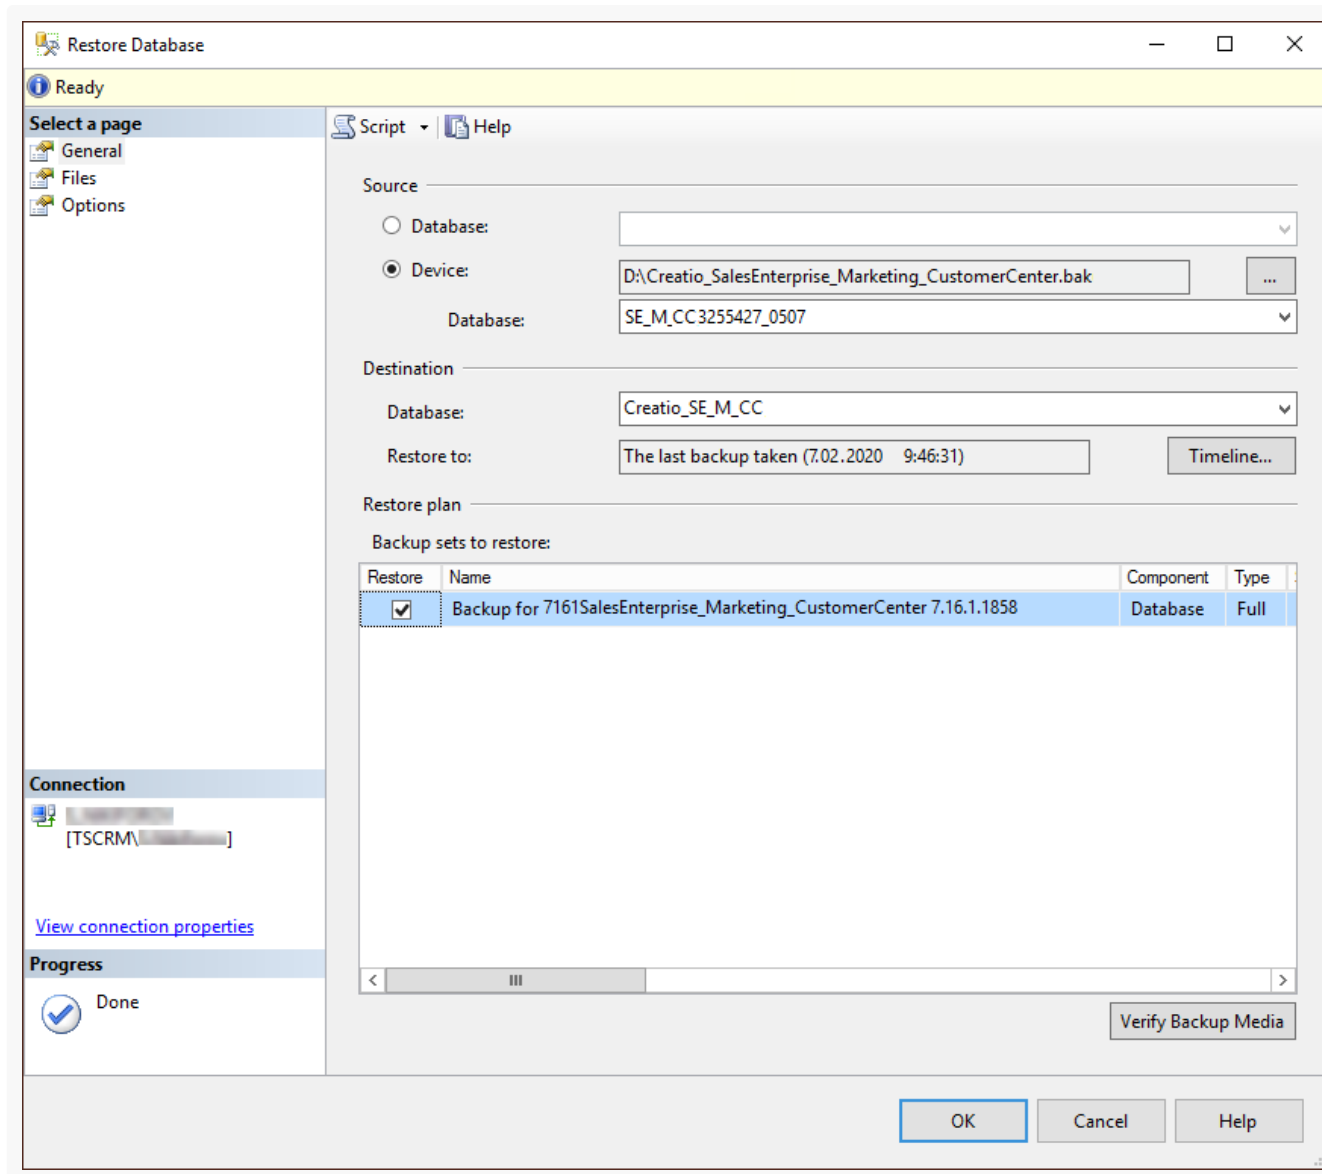 Restore Database
Ready
Select a page
General
Files
Options
Script
Help
Source
Database:
Device:
D:\Creatio_SalesEnterprise_Marketing_CustomerCenter.bak
...
Database:
SE_M_CC3255427_0507
Destination
Database:
Creatio_SE_M_CC
Restore to:
The last backup taken (7.02.2020 9:46:31)
Timeline...
Restore plan
Backup sets to restore:
Restore Name Component Type
Backup for 7161SalesEnterprise_Marketing_CustomerCenter 7.16.1.1858 Database Full
Connection
[TSCRM\ ]
View connection properties
Progress
Done
Verify Backup Media
OK
Cancel
Help